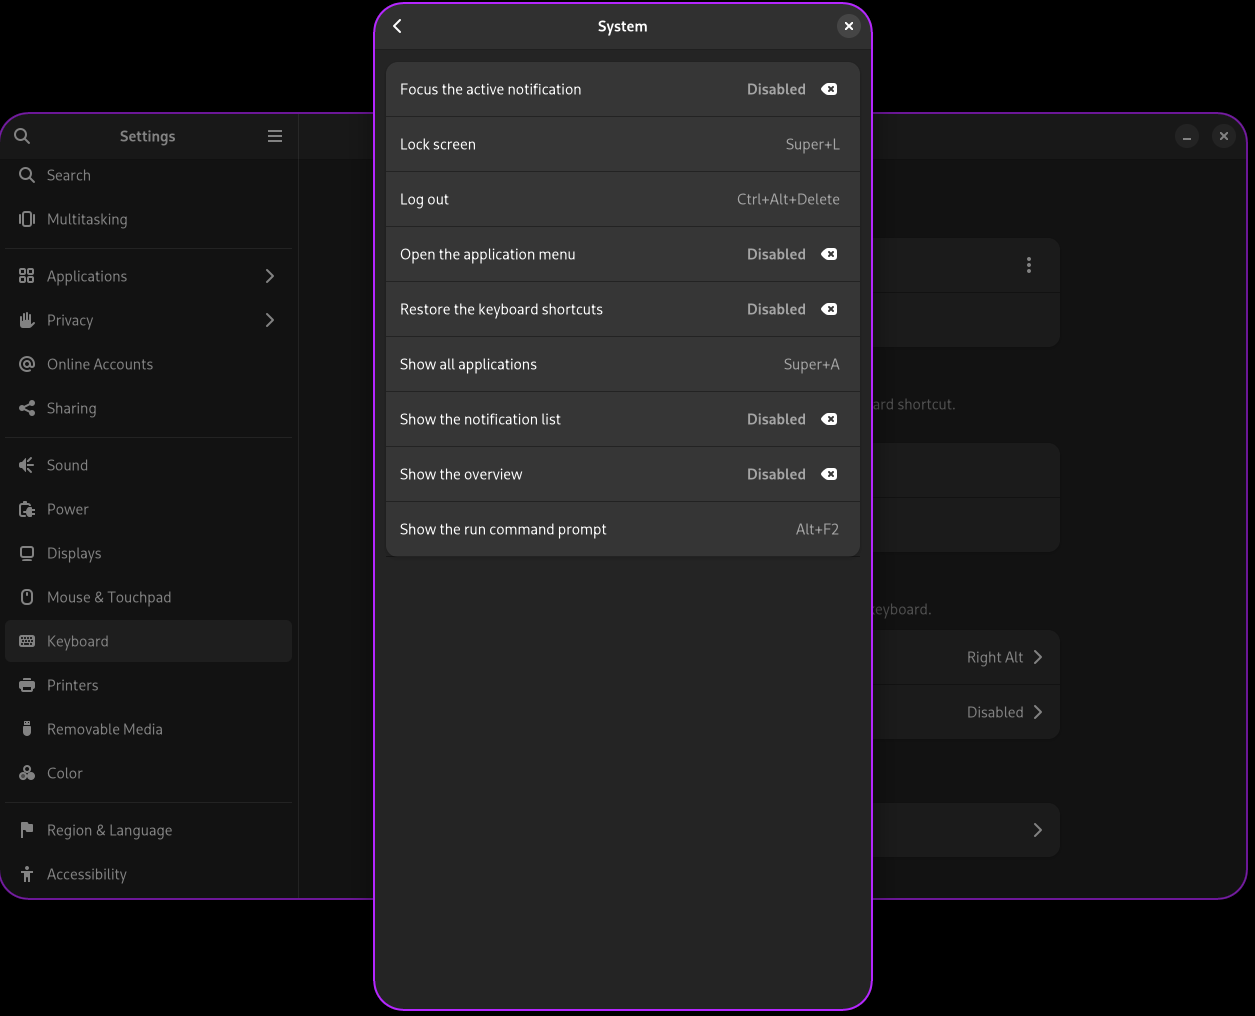 System
Focus the active notification Disabled
Lock screen Super+L
Log out Ctrl+Alt+Delete
Open the application menu Disabled
Restore the keyboard shortcuts Disabled
Show all applications Super+A
Show the notification list Disabled
Show the overview Disabled
Show the run command prompt Alt+F2
Settings
Search
Multitasking
Applications
Privacy
Online Accounts
Sharing
Sound
Power
Displays
Mouse & Touchpad
Keyboard
Printers
Removable Media
Color
Region & Language
Accessibility
shortcut.
Right Alt
Disabled